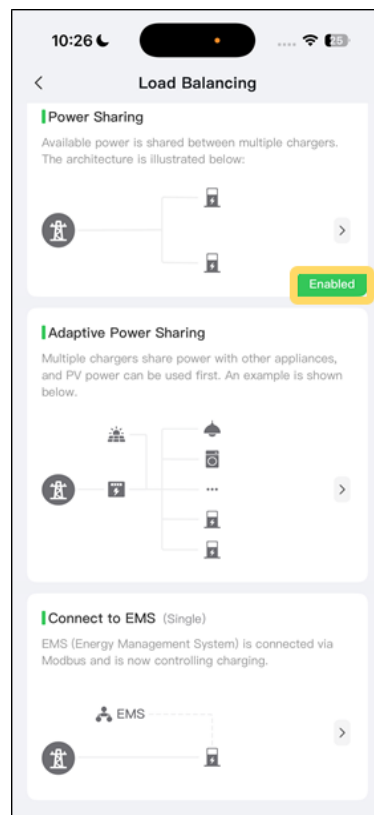 10:26
25
Load Balancing
Power Sharing
Available power is shared between multiple chargers.
The architecture is illustrated below:
Enabled
Adaptive Power Sharing
Multiple chargers share power with other appliances,
and PV power can be used first. An example is shown
below.
...
Connect to EMS (Single)
EMS (Energy Management System) is connected via
Modbus and is now controlling charging.
EMS